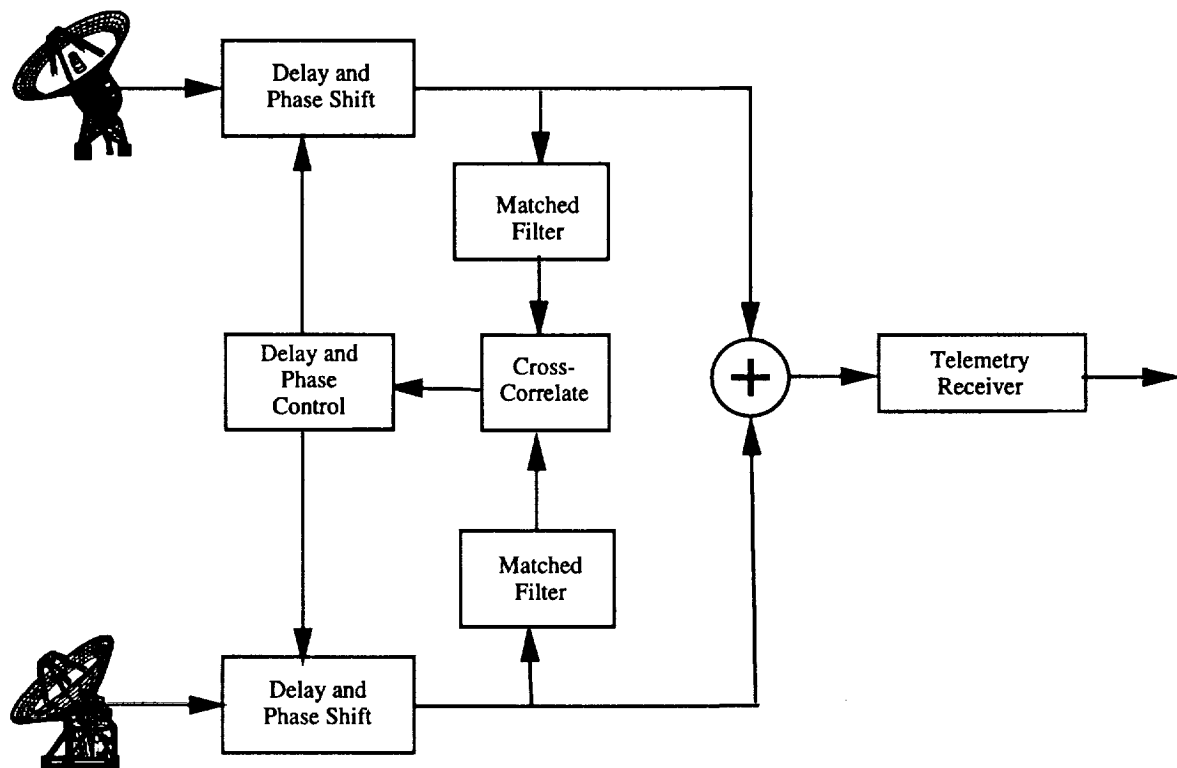 Delay and
Phase Shift
Matched
Filter
Delay and
Phase
Control
Cross-
Correlate
+
Telemetry
Receiver
Matched
Filter
Delay and
Phase Shift